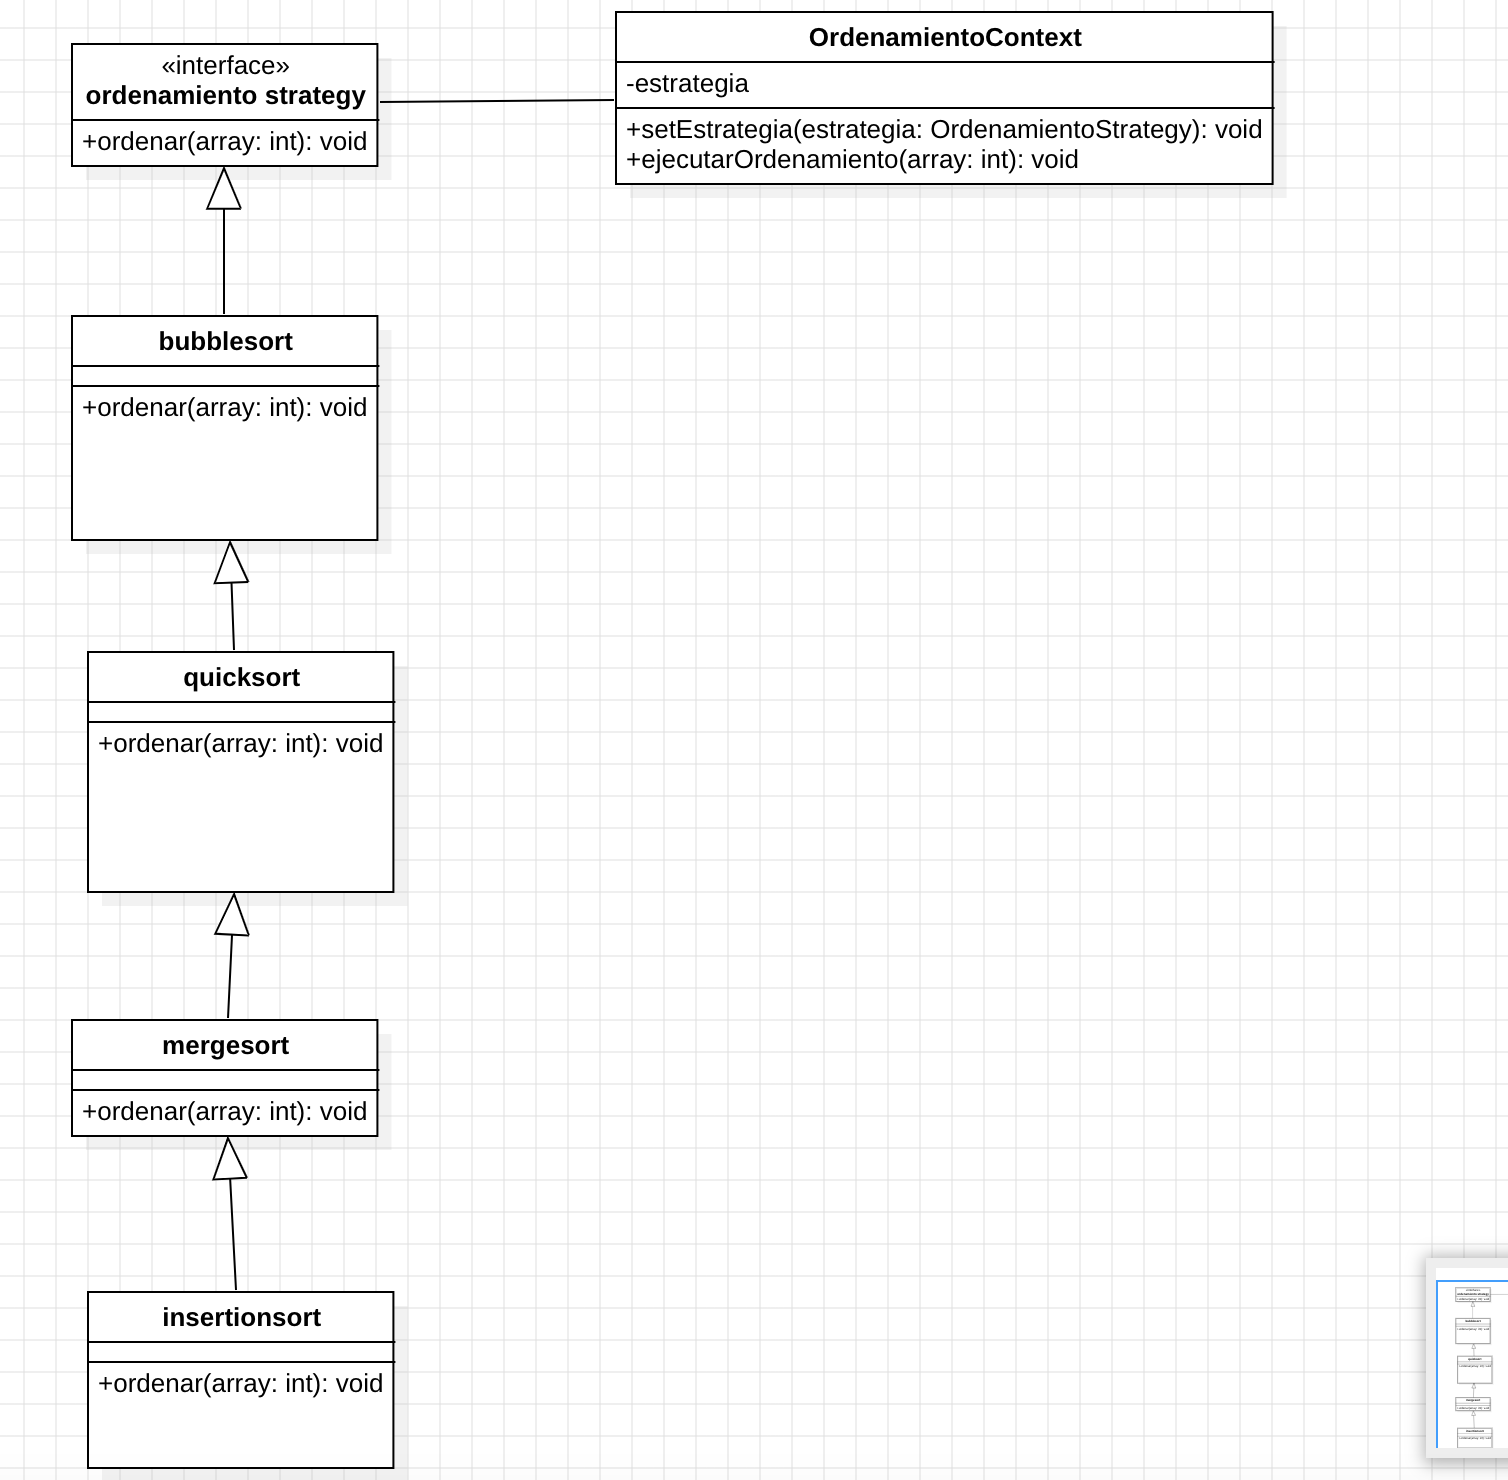 «interface»
ordenamiento strategy
+ordenar(array: int): void
OrdenamientoContext
-estrategia
+setEstrategia(estrategia: OrdenamientoStrategy): void
+ejecutarOrdenamiento(array: int): void
bubblesort
+ordenar(array: int): void
quicksort
+ordenar(array: int): void
mergesort
+ordenar(array: int): void
insertionsort
+ordenar(array: int): void